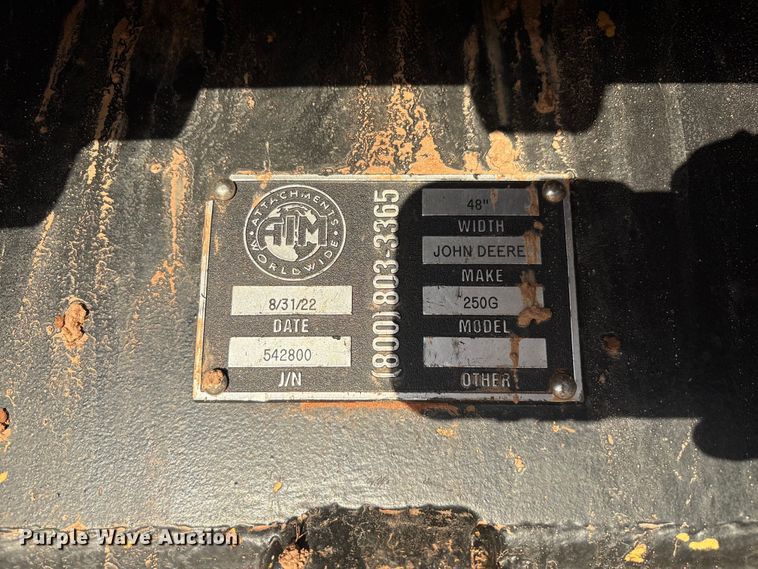 ATTACHMENTS
ATM
WORLDWIDE
8/31/22
DATE
542800
J/N
(800) 803-3365
48"
WIDTH
JOHN DEERE
MAKE
250G
MODEL
OTHER
Purple Wave Auction